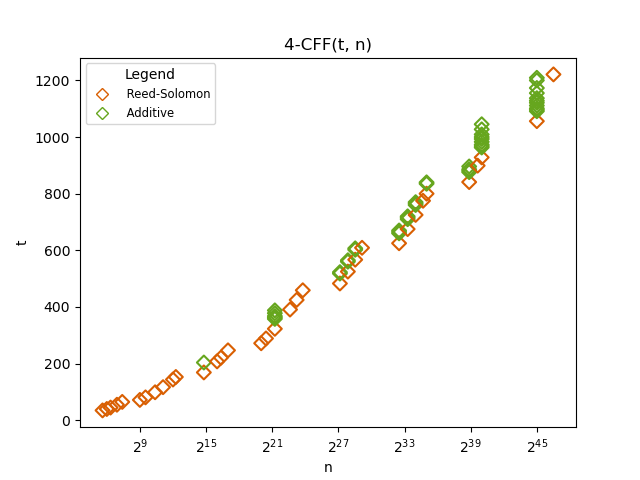 4-CFF(t, n)
Legend
Reed-Solomon
Additive
1200
1000
800
600
400
200
0
t
2^9 2^15 2^21 2^27 2^33 2^39 2^45
n